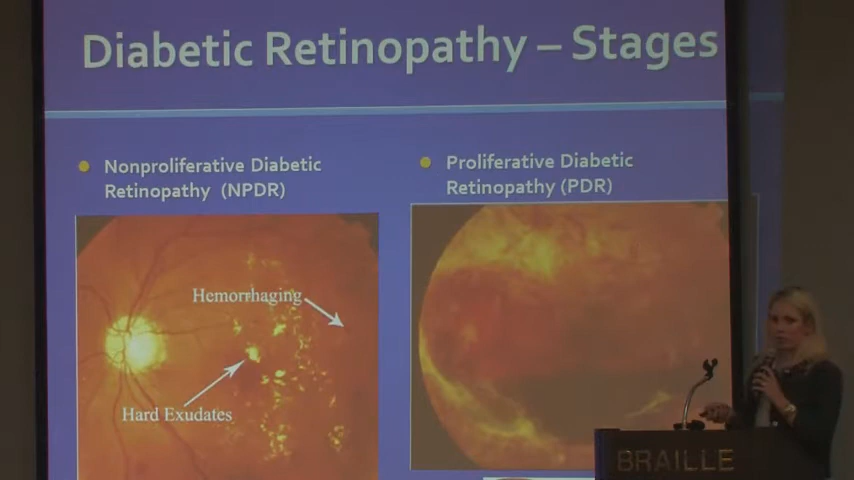 Diabetic Retinopathy – Stages
Nonproliferative Diabetic
Retinopathy (NPDR)
Proliferative Diabetic
Retinopathy (PDR)
Hemorrhaging
Hard Exudates
BRAILLE